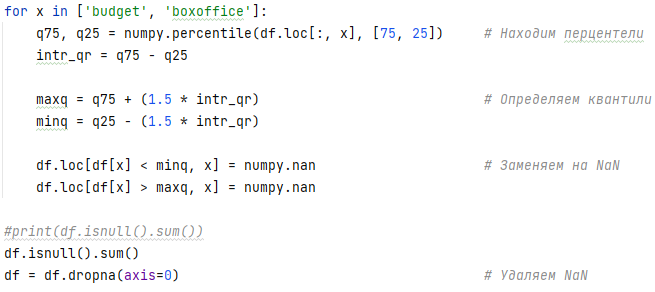 for x in ['budget', 'boxoffice']:
    q75, q25 = numpy.percentile(df.loc[:, x], [75, 25])     # Находим перцентели
    intr_qr = q75 - q25
    maxq = q75 + (1.5 * intr_qr)                            # Определяем квантили
    minq = q25 - (1.5 * intr_qr)
    df.loc[df[x] < minq, x] = numpy.nan                     # Заменяем на NaN
    df.loc[df[x] > maxq, x] = numpy.nan
#print(df.isnull().sum())
df.isnull().sum()
df = df.dropna(axis=0)                                      # Удаляем NaN